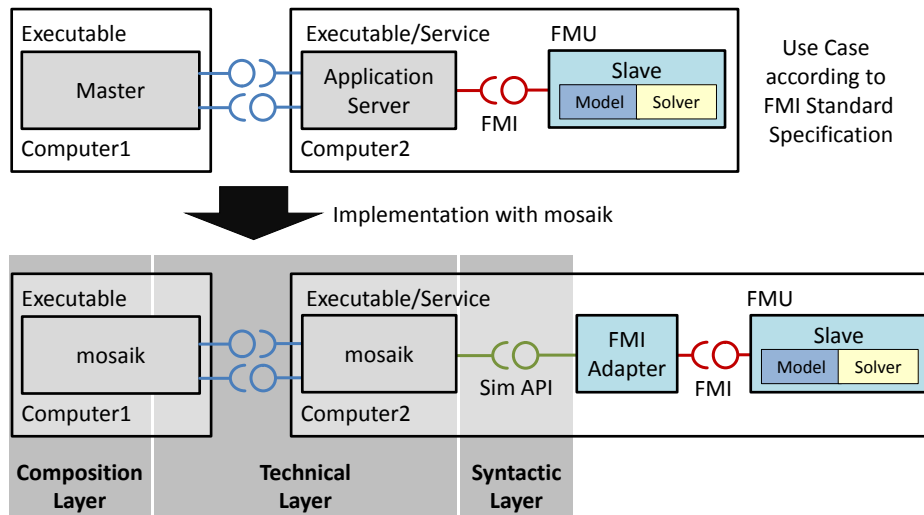 Executable
Master
Computer1
Executable/Service
Application
Server
Computer2
FMI
FMU
Slave
Model
Solver
Use Case
according to
FMI Standard
Specification
Implementation with mosaik
Executable
mosaik
Computer1
Executable/Service
mosaik
Computer2
Sim API
FMI
Adapter
FMI
FMU
Slave
Model
Solver
Composition
Layer
Technical
Layer
Syntactic
Layer